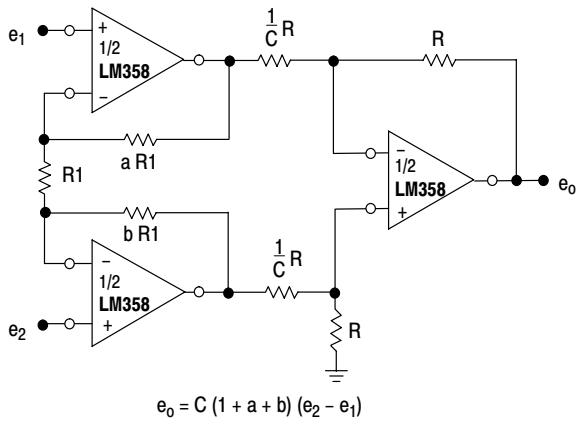 e1
+
1/2
LM358
−
1/C R
R
a R1
R1
b R1
−
1/2
LM358
+
eo
−
1/2
LM358
+
e2
1/C R
R
eo = C (1 + a + b) (e2 − e1)